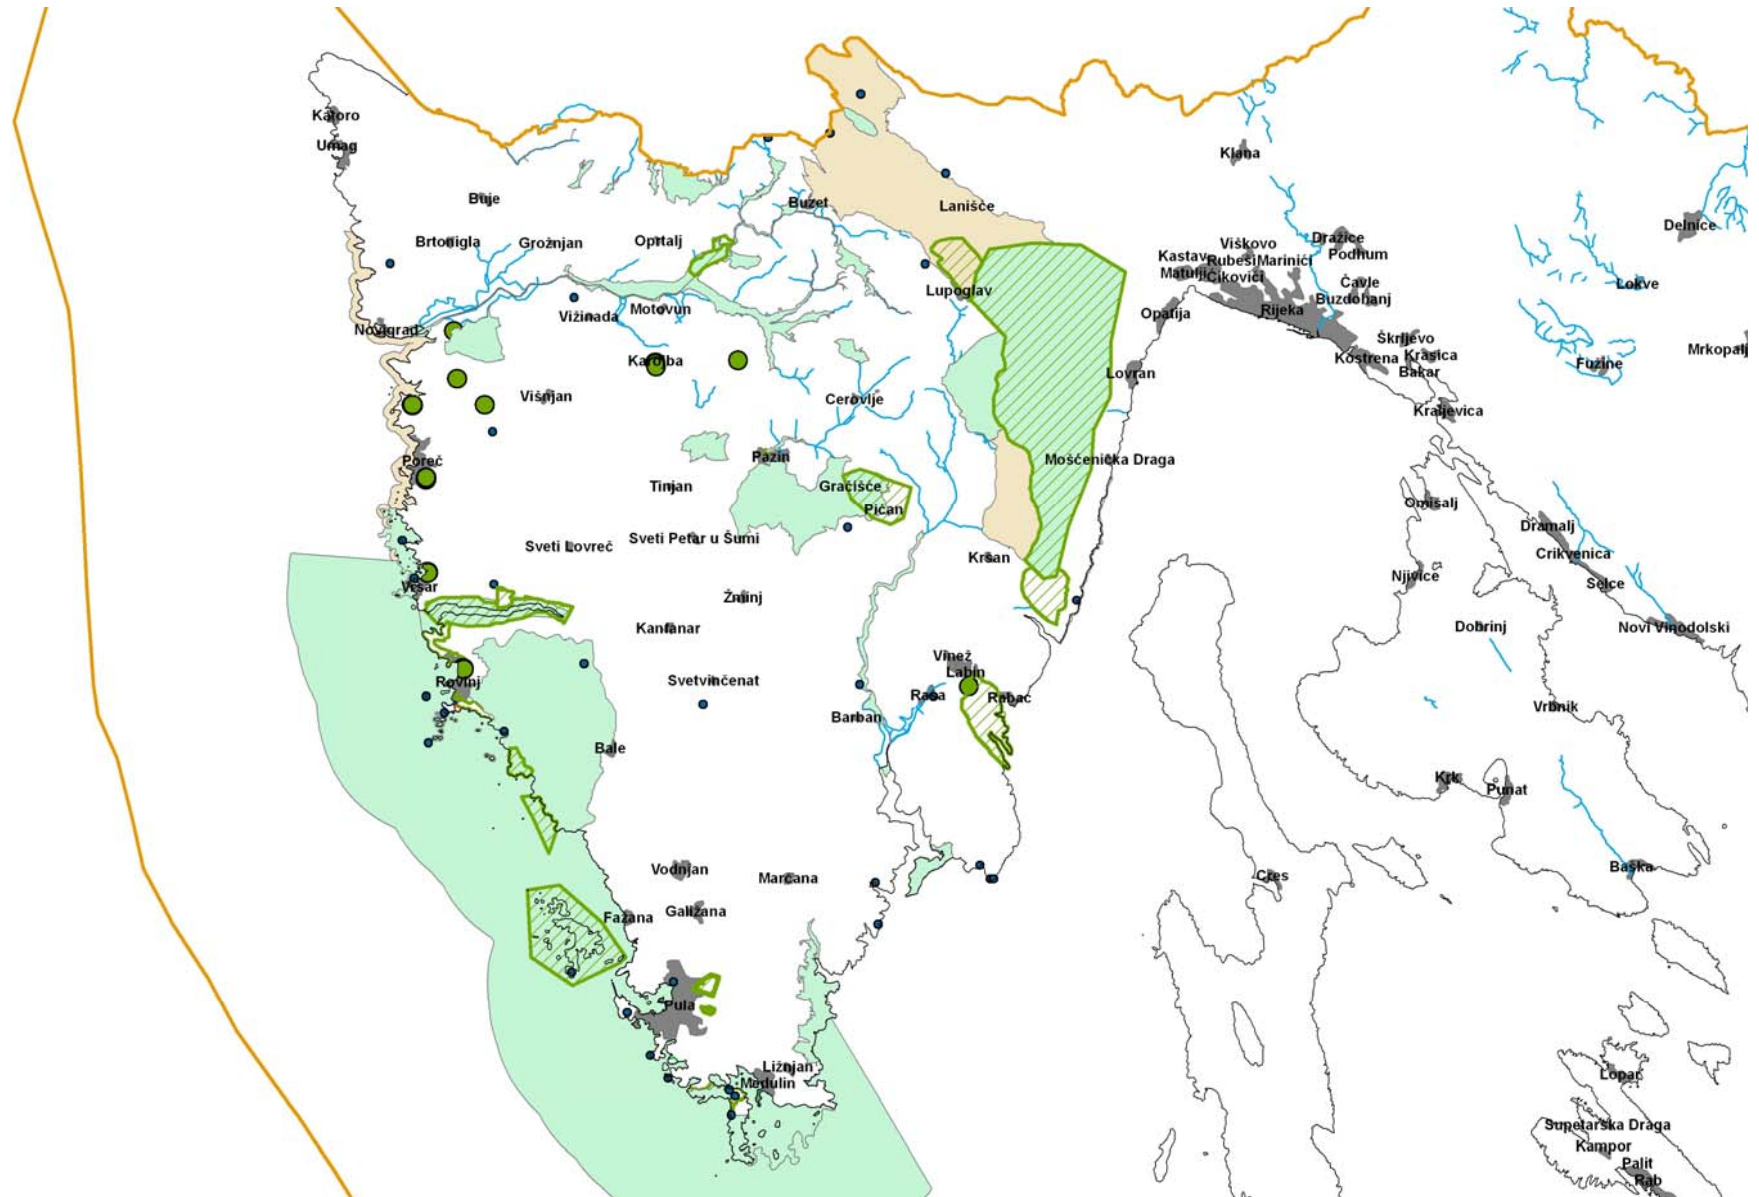 Katoro
Umag
Klana
Buje
Buzet
Lanišće
Delnice
Brtonigla
Grožnjan
Oprtalj
Dražice
Viškovo
Podhum
Kastav
Rubeši
Marinići
Matulji
Čikovići
Čavle
Lokve
Lupoglav
Buzdohanj
Vižinada
Motovun
Opatija
Rijeka
Novigrad
Škrljevo
Mrkopalj
Karojba
Kostrena
Krasica
Fužine
Bakar
Lovran
Višnjan
Cerovlje
Kraljevica
Poreč
Pazin
Mošćenička Draga
Tinjan
Gračišće
Pićan
Omišalj
Dramalj
Sveti Lovreč
Sveti Petar u Šumi
Kršan
Crikvenica
Vrsar
Njivice
Selce
Žminj
Kanfanar
Dobrinj
Novi Vinodolski
Vinež
Labin
Rovinj
Svetvinčenat
Raša
Rabac
Barban
Vrbnik
Bale
Krk
Punat
Vodnjan
Marčana
Cres
Baška
Fažana
Galižana
Pula
Ližnjan
Medulin
Lopar
Supetarska Draga
Kampor
Palit
Rab